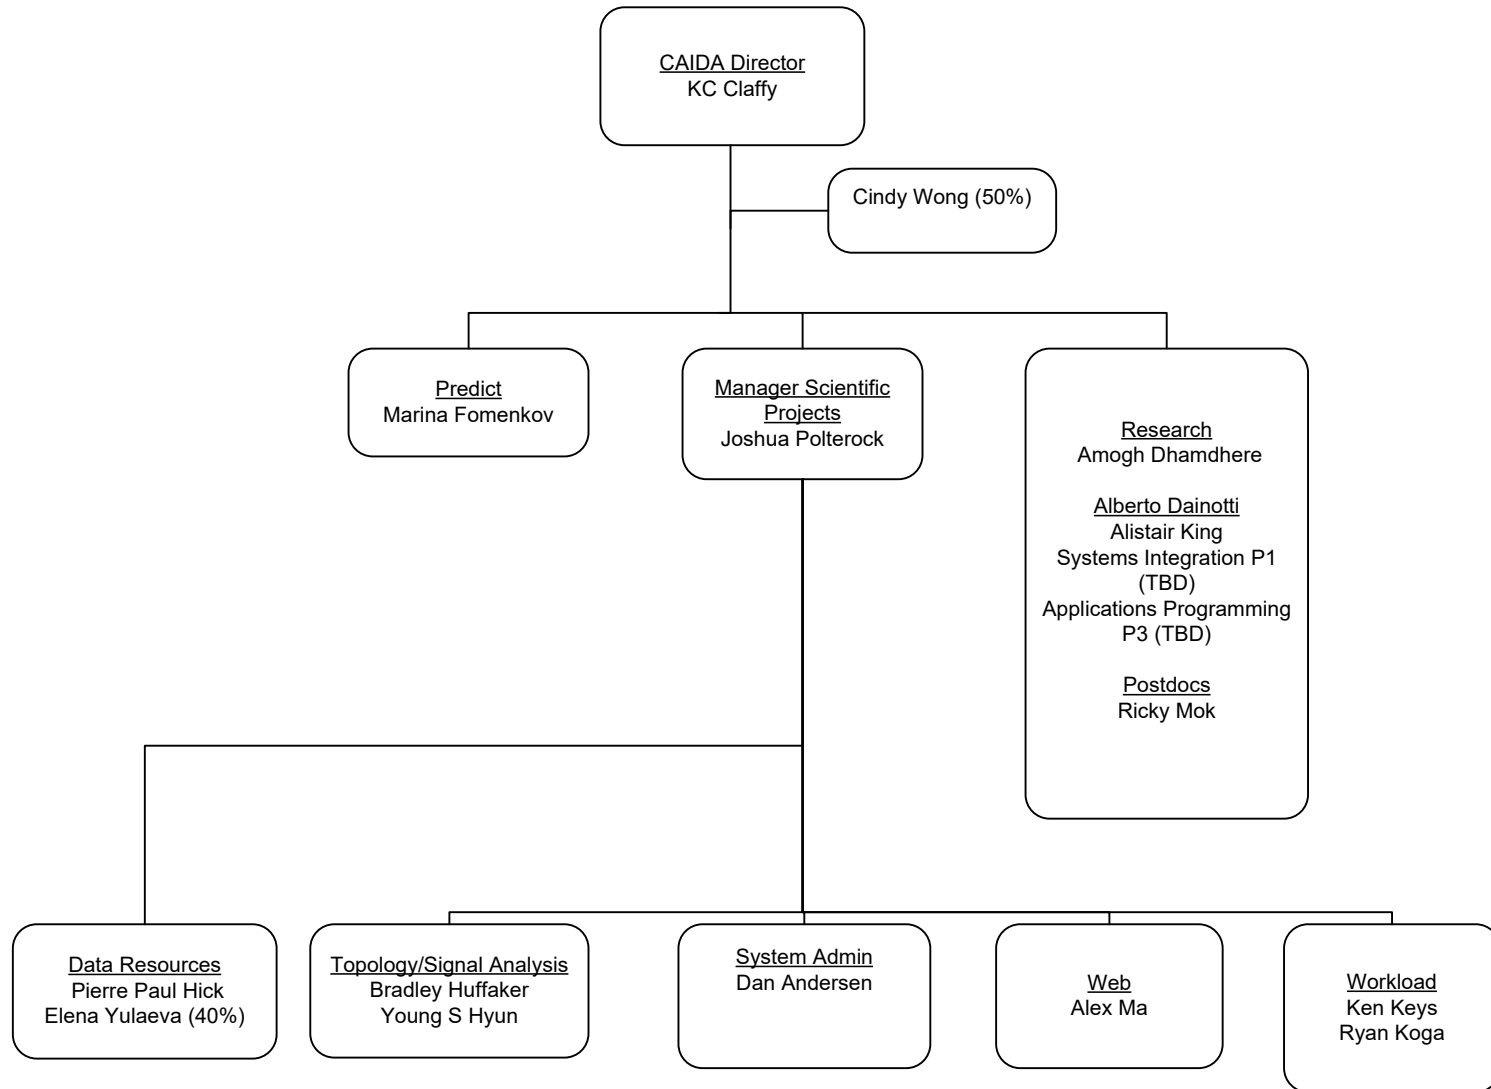 CAIDA Director
KC Claffy
Cindy Wong (50%)
Predict
Marina Fomenkov
Manager Scientific
Projects
Joshua Polterock
Research
Amogh Dhamdhere
Alberto Dainotti
Alistair King
Systems Integration P1
(TBD)
Applications Programming
P3 (TBD)
Postdocs
Ricky Mok
Data Resources
Pierre Paul Hick
Elena Yulaeva (40%)
Topology/Signal Analysis
Bradley Huffaker
Young S Hyun
System Admin
Dan Andersen
Web
Alex Ma
Workload
Ken Keys
Ryan Koga